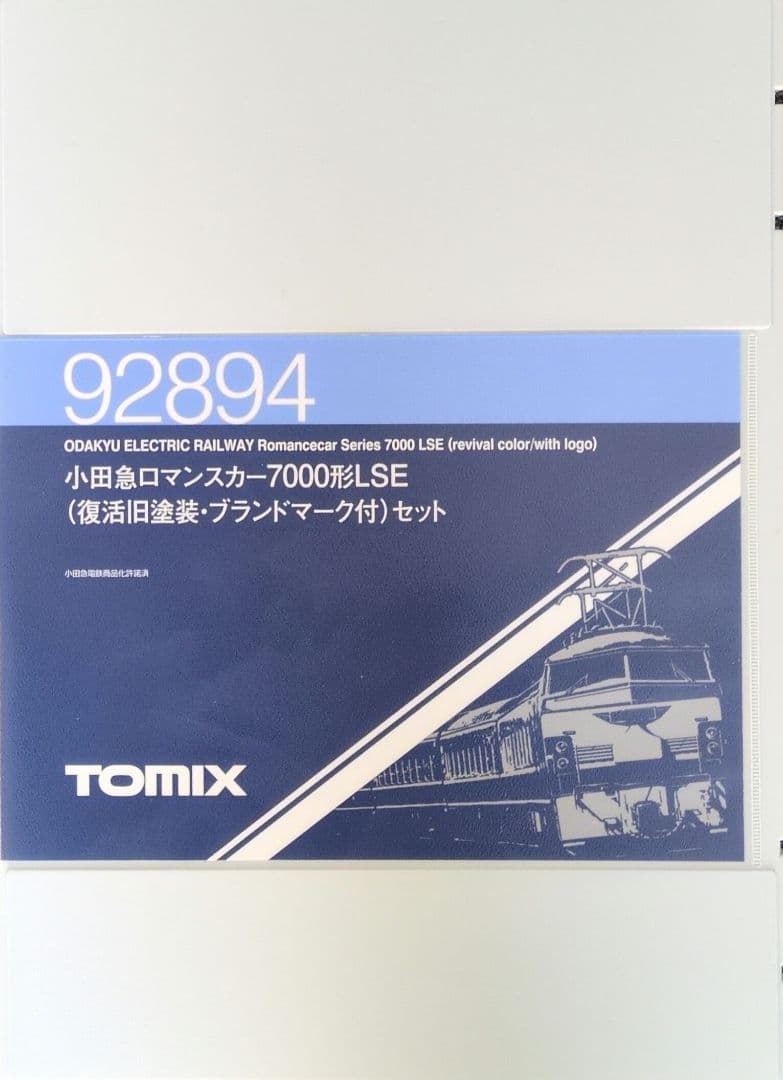 92894
ODAKYU ELECTRIC RAILWAY Romancecar Series 7000 LSE (revival color/with logo)
小田急ロマンスカー7000形LSE
(復活旧塗装・ブランドマーク付)セット
小田急電鉄商品化許諾済
TOMIX